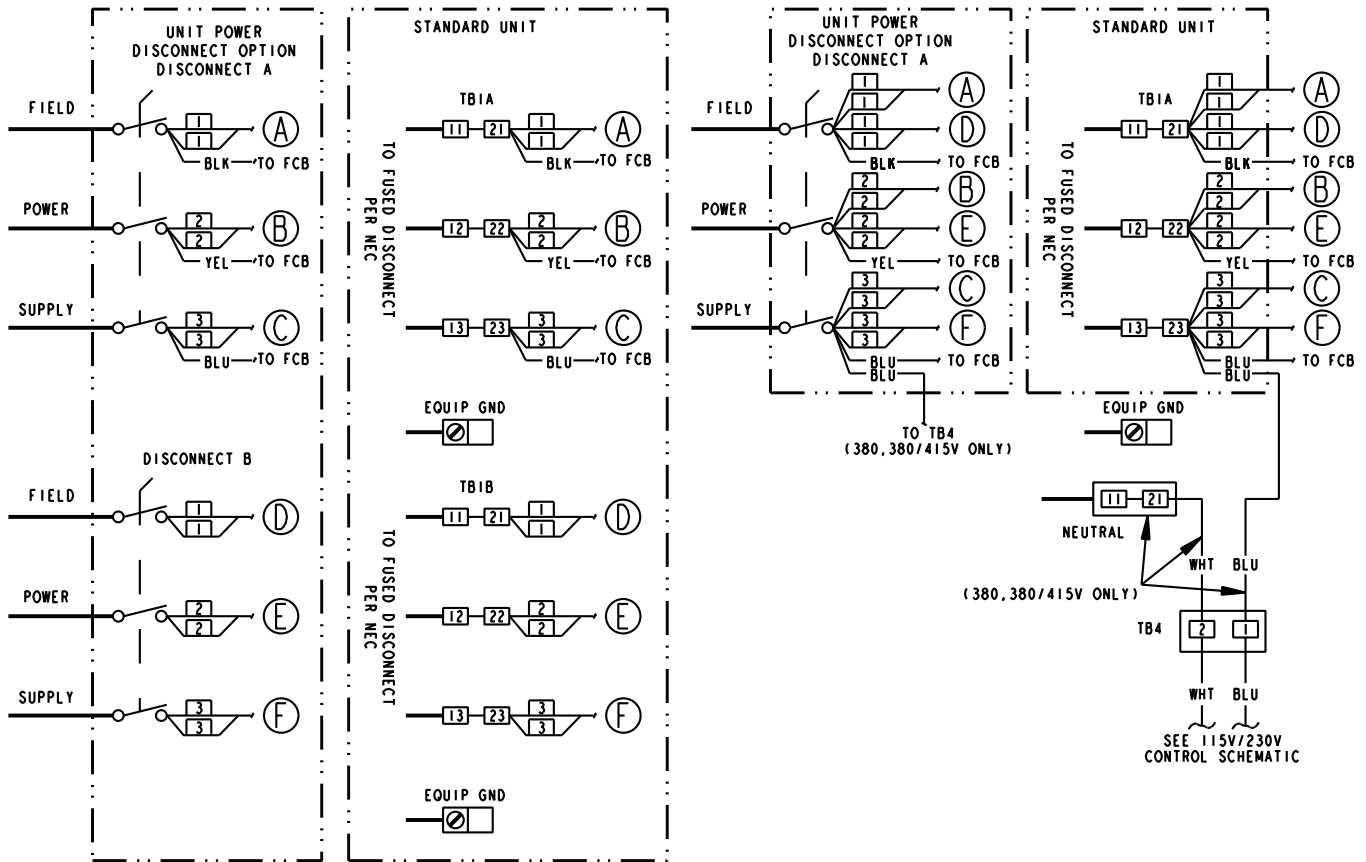 UNIT POWER
DISCONNECT OPTION
DISCONNECT A
FIELD
1
1
A
BLK
TO FCB
POWER
2
2
B
YEL
TO FCB
SUPPLY
3
3
C
BLU
TO FCB
DISCONNECT B
FIELD
1
1
D
POWER
2
2
E
SUPPLY
3
3
F
STANDARD UNIT
TB1A
TO FUSED DISCONNECT
PER NEC
11
21
1
1
A
BLK
TO FCB
12
22
2
2
B
YEL
TO FCB
13
23
3
3
C
BLU
TO FCB
EQUIP GND
TB1B
TO FUSED DISCONNECT
PER NEC
11
21
1
1
D
12
22
2
2
E
13
23
3
3
F
EQUIP GND
UNIT POWER
DISCONNECT OPTION
DISCONNECT A
FIELD
1
1
A
1
1
D
BLK
TO FCB
POWER
2
2
B
2
2
E
YEL
TO FCB
SUPPLY
3
3
C
3
3
F
BLU
TO FCB
BLU
TO TB4
(380,380/415V ONLY)
STANDARD UNIT
TB1A
TO FUSED DISCONNECT
PER NEC
11
21
1
1
A
1
1
D
BLK
TO FCB
12
22
2
2
B
2
2
E
YEL
TO FCB
13
23
3
3
C
3
3
F
BLU
TO FCB
BLU
EQUIP GND
11
21
NEUTRAL
WHT
BLU
(380,380/415V ONLY)
TB4
2
1
WHT
BLU
SEE 115V/230V
CONTROL SCHEMATIC